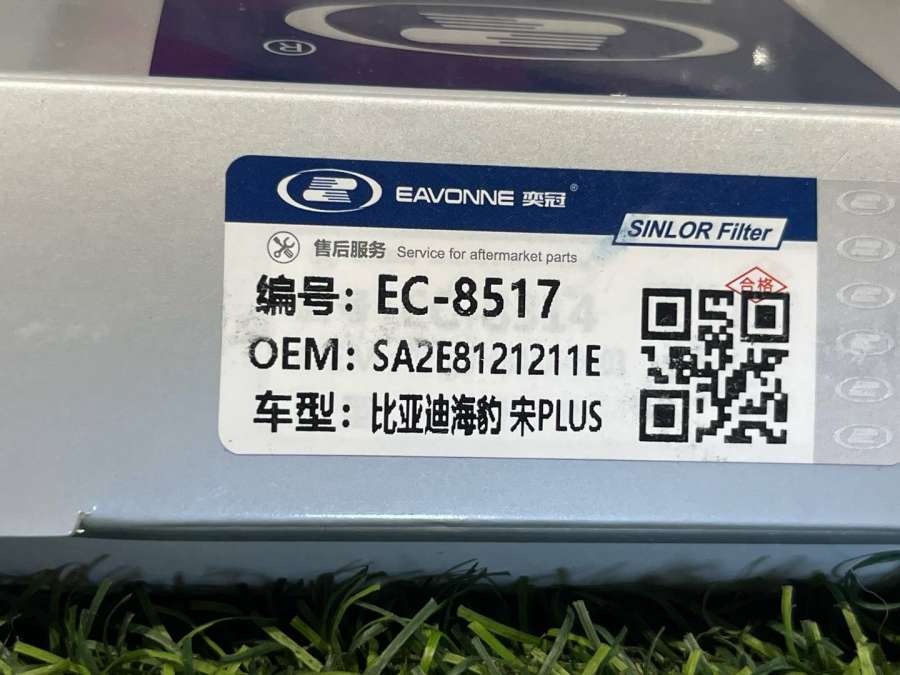 ®
EAVONNE 奕冠®
SINLOR Filter
售后服务 Service for aftermarket parts
合格
编号: EC-8517
OEM: SA2E8121211E
车型: 比亚迪海豹 宋PLUS